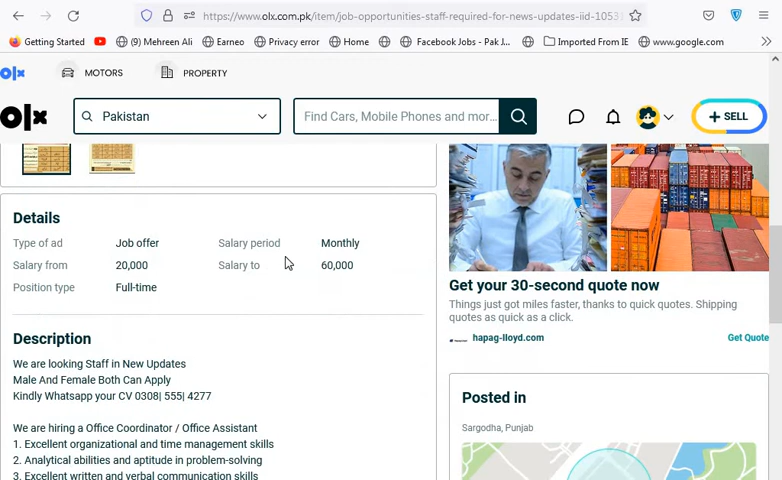 https://www.olx.com.pk/item/job-opportunities-staff-required-for-news-updates-iid-1053
Getting Started
YouTube
(9) Mehreen Ali
Earneo
Privacy error
Home
Facebook Jobs - Pak J...
Imported From IE
www.google.com
olx
MOTORS
PROPERTY
olx
Pakistan
Find Cars, Mobile Phones and mor...
+ SELL
Details
Type of ad Job offer Salary period Monthly
Salary from 20,000 Salary to 60,000
Position type Full-time
Description
We are looking Staff in New Updates
Male And Female Both Can Apply
Kindly Whatsapp your CV 0308| 555| 4277
We are hiring a Office Coordinator / Office Assistant
1. Excellent organizational and time management skills
2. Analytical abilities and aptitude in problem-solving
3. Excellent written and verbal communication skills
Get your 30-second quote now
Things just got miles faster, thanks to quick quotes. Shipping
quotes as quick as a click.
hapag-lloyd.com
Get Quote
Posted in
Sargodha, Punjab